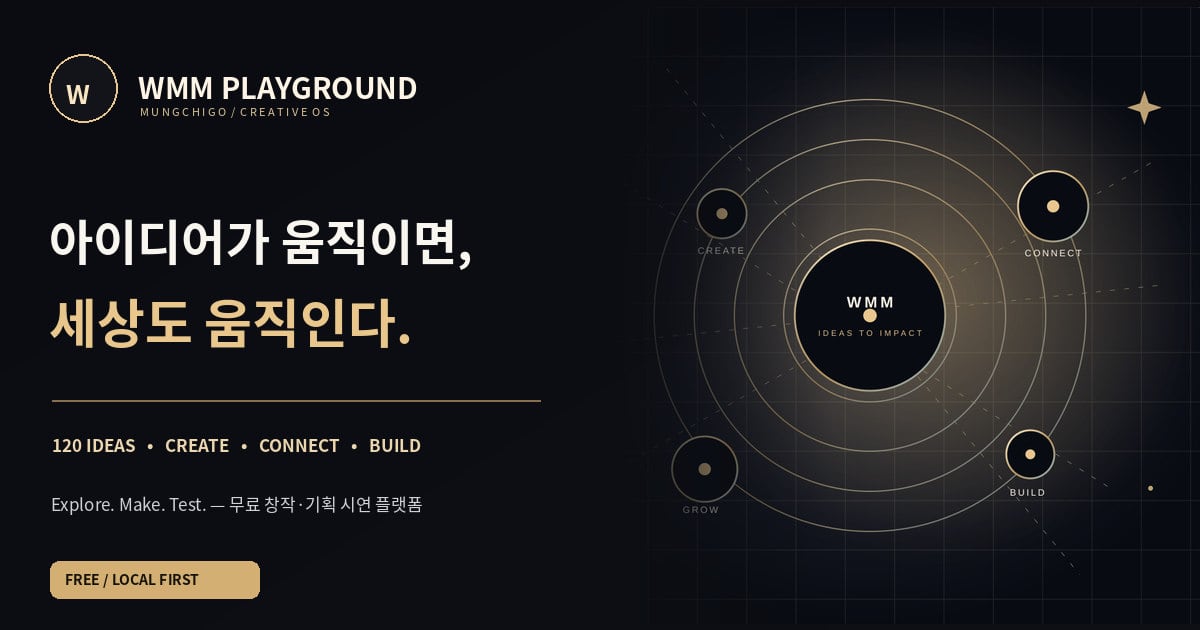 W
WMM PLAYGROUND
MUNGCHIGO / CREATIVE OS
아이디어가 움직이면,
세상도 움직인다.
120 IDEAS • CREATE • CONNECT • BUILD
Explore. Make. Test. — 무료 창작·기획 시연 플랫폼
FREE / LOCAL FIRST
CREATE
CONNECT
WMM
IDEAS TO IMPACT
BUILD
GROW